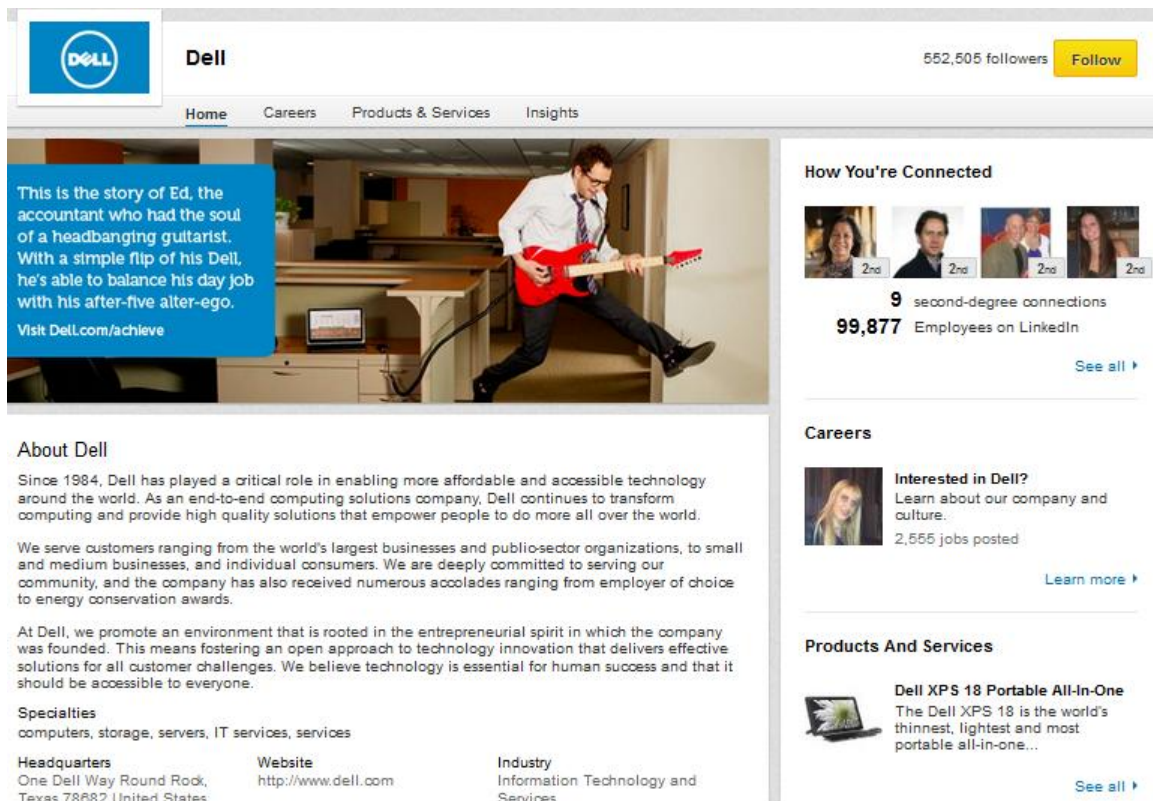 DELL
Dell
552,505 followers
Follow
Home
Careers
Products & Services
Insights
This is the story of Ed, the
accountant who had the soul
of a headbanging guitarist.
With a simple flip of his Dell,
he's able to balance his day job
with his after-five alter-ego.
Visit Dell.com/achieve
About Dell
Since 1984, Dell has played a critical role in enabling more affordable and accessible technology
around the world. As an end-to-end computing solutions company, Dell continues to transform
computing and provide high quality solutions that empower people to do more all over the world.
We serve customers ranging from the world's largest businesses and public-sector organizations, to small
and medium businesses, and individual consumers. We are deeply committed to serving our
community, and the company has also received numerous accolades ranging from employer of choice
to energy conservation awards.
At Dell, we promote an environment that is rooted in the entrepreneurial spirit in which the company
was founded. This means fostering an open approach to technology innovation that delivers effective
solutions for all customer challenges. We believe technology is essential for human success and that it
should be accessible to everyone.
Specialties
computers, storage, servers, IT services, services
Headquarters
One Dell Way Round Rock,
Texas 78682 United States
Website
http://www.dell.com
Industry
Information Technology and
Services
How You're Connected
2nd
2nd
2nd
2nd
9 second-degree connections
99,877 Employees on LinkedIn
See all
Careers
Interested in Dell?
Learn about our company and
culture.
2,555 jobs posted
Learn more
Products And Services
Dell XPS 18 Portable All-In-One
The Dell XPS 18 is the world's
thinnest, lightest and most
portable all-in-one...
See all